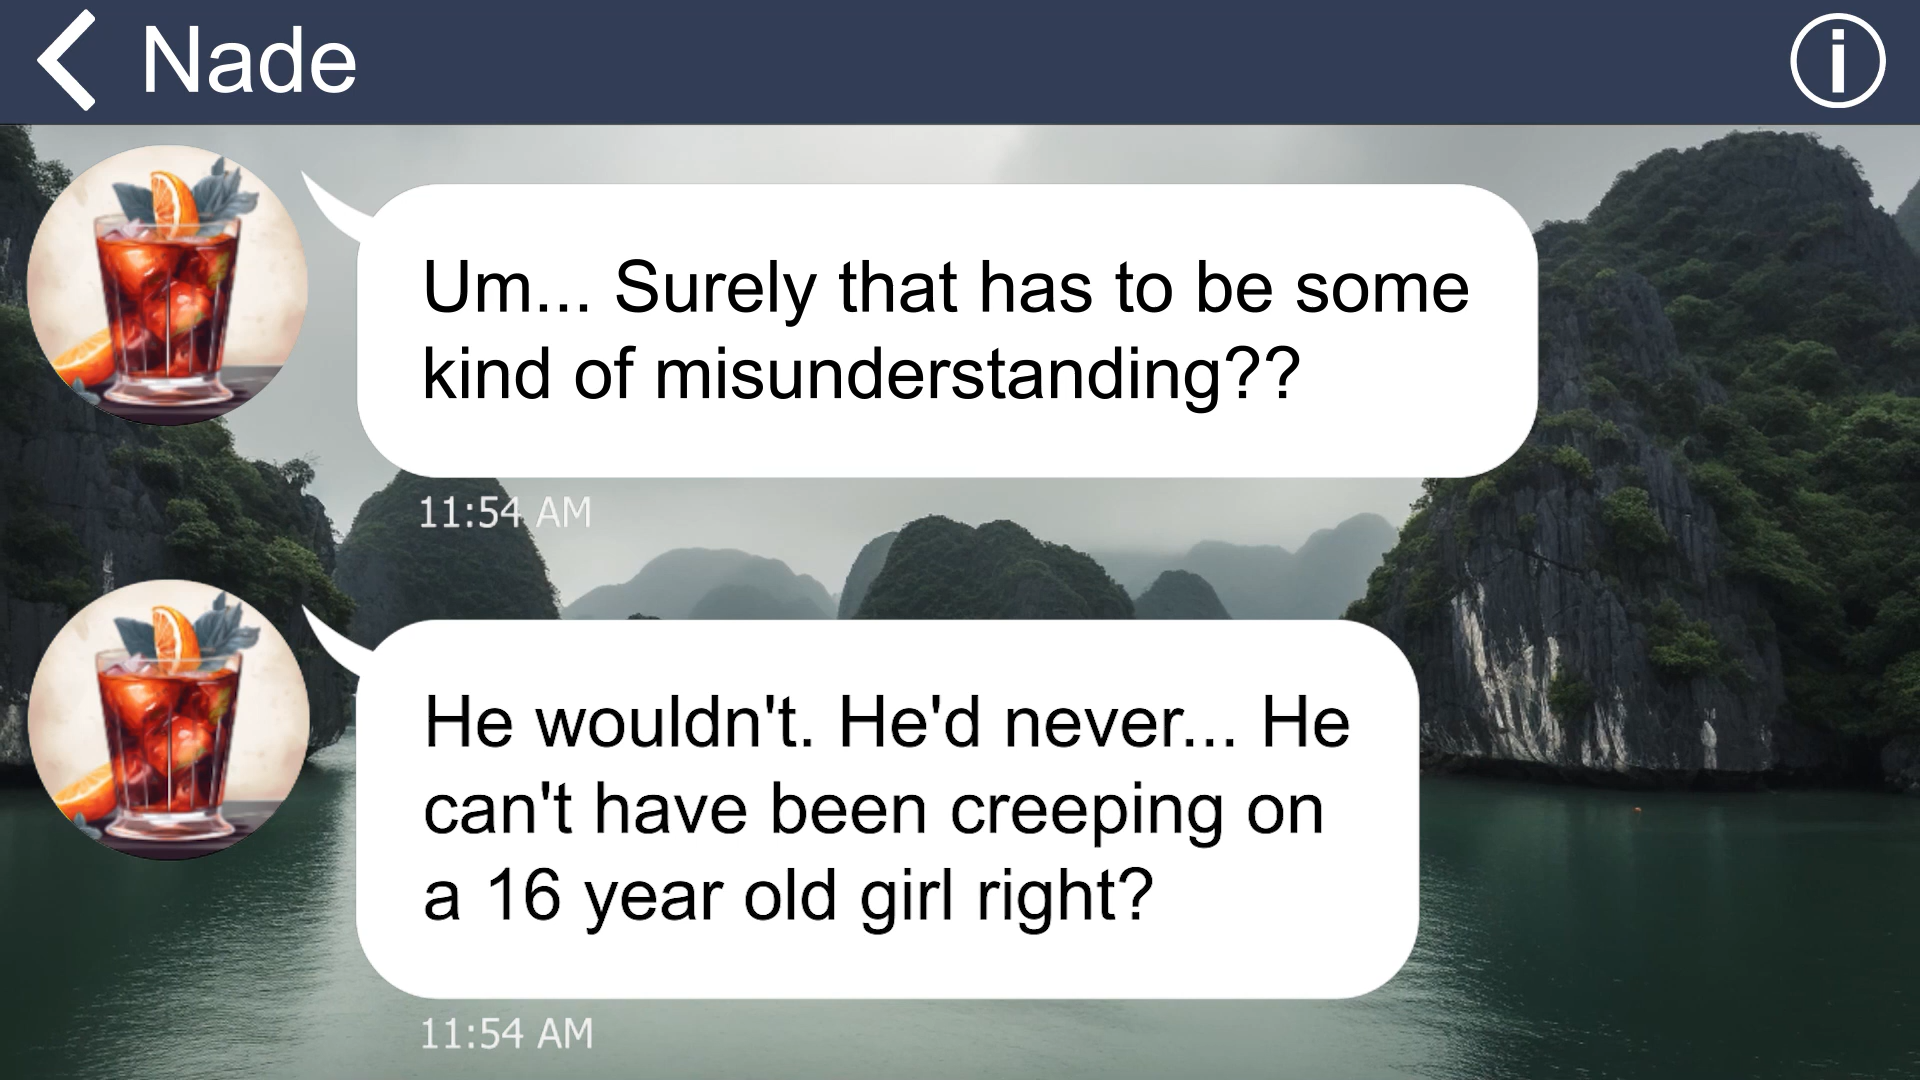 Nade
Um... Surely that has to be some
kind of misunderstanding??
11:54 AM
He wouldn't. He'd never... He
can't have been creeping on
a 16 year old girl right?
11:54 AM